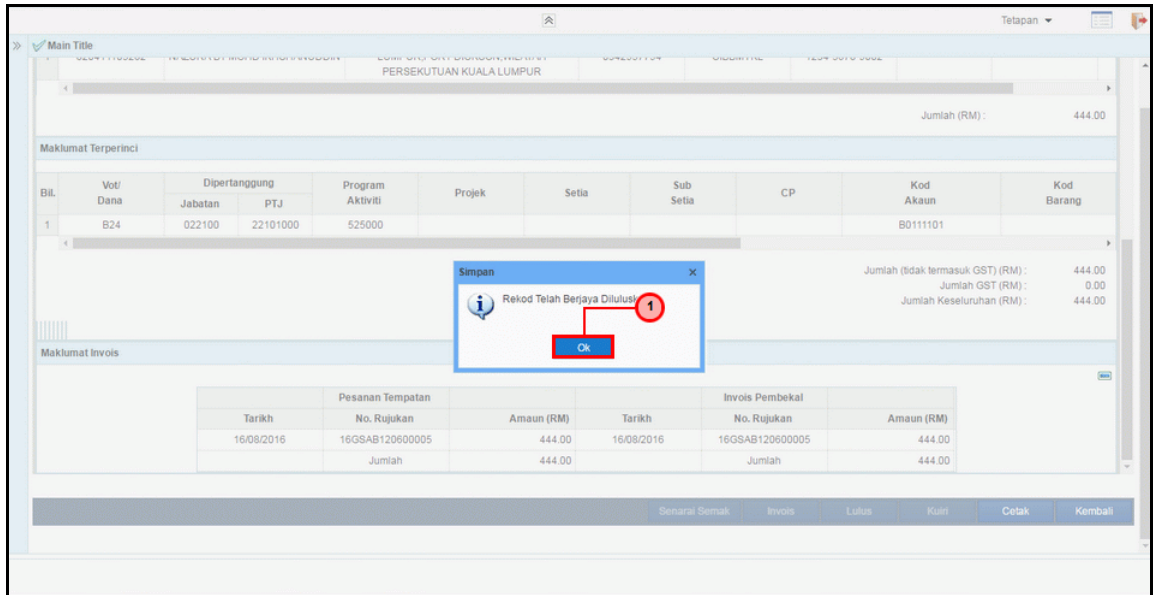 Tetapan
Main Title
PERSEKUTUAN KUALA LUMPUR
Jumlah (RM) : 444.00
Maklumat Terperinci
Bil. Vot/ Dana Dipertanggung Program Aktiviti Projek Setia Sub Setia CP Kod Akaun Kod Barang
Jabatan PTJ
1 B24 022100 22101000 525000 B0111101
Jumlah (tidak termasuk GST) (RM) : 444.00
Jumlah GST (RM) : 0.00
Jumlah Keseluruhan (RM) : 444.00
Simpan
Rekod Telah Berjaya
1
Ok
Maklumat Invois
Pesanan Tempatan Invois Pembekal
Tarikh No. Rujukan Amaun (RM) Tarikh No. Rujukan Amaun (RM)
16/08/2016 16GSAB120600005 444.00 16/08/2016 16GSAB120600005 444.00
Jumlah 444.00 Jumlah 444.00
Senarai Semak Invois Lulus Kuiri Cetak Kembali